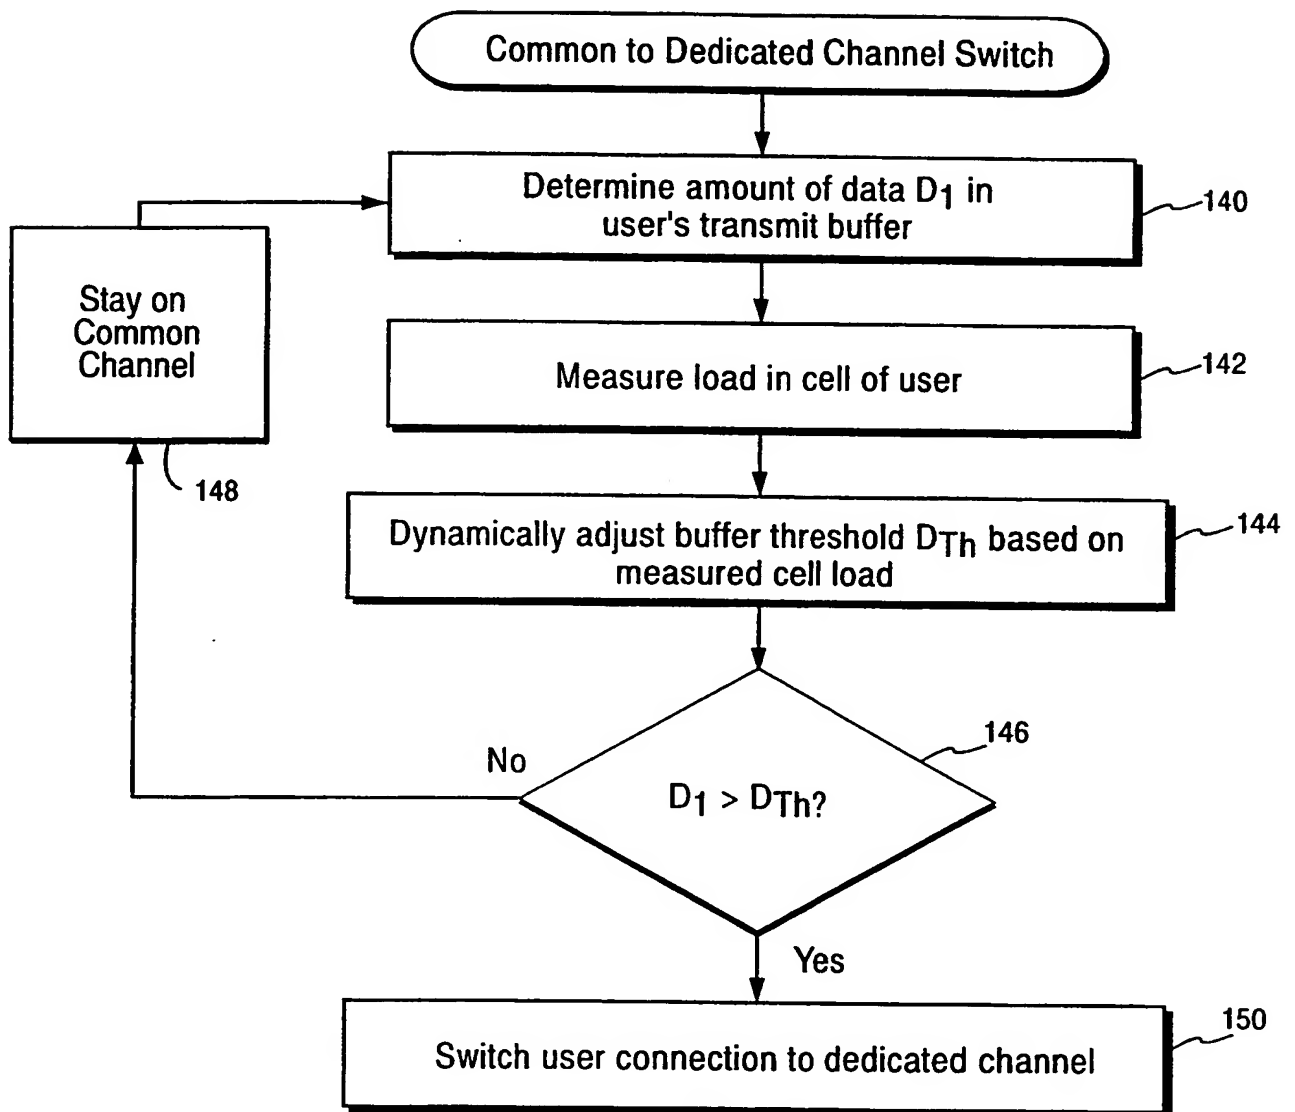 Common to Dedicated Channel Switch
Determine amount of data D1 in
user's transmit buffer
140
Stay on
Common
Channel
148
Measure load in cell of user
142
Dynamically adjust buffer threshold DTh based on
measured cell load
144
No
D1 > DTh?
146
Yes
Switch user connection to dedicated channel
150